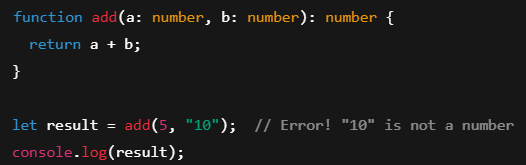 function add(a: number, b: number): number {
  return a + b;
}

let result = add(5, "10");  // Error! "10" is not a number
console.log(result);